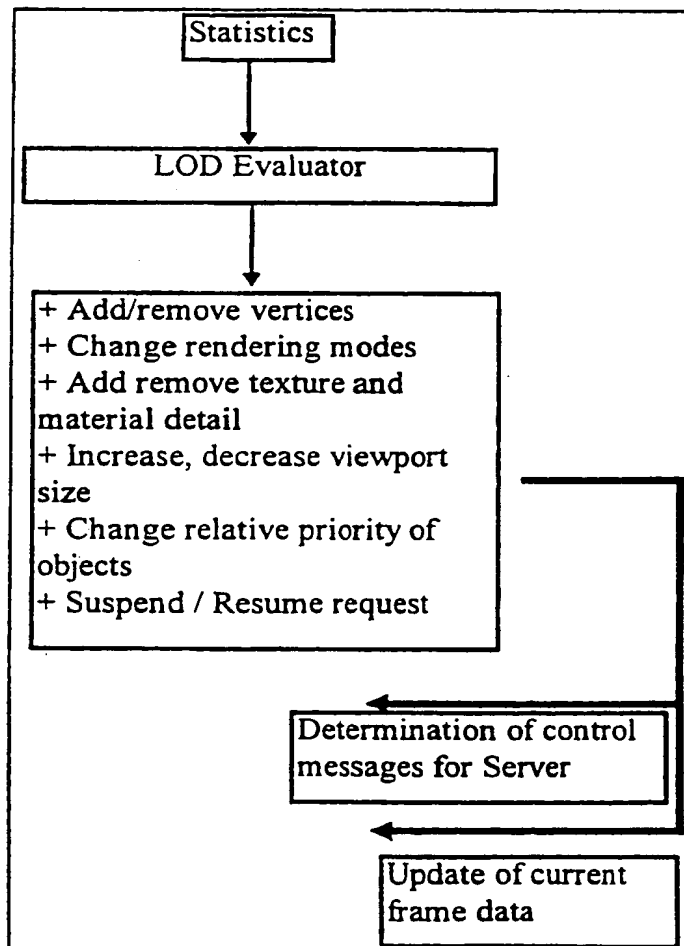 Statistics
LOD Evaluator
+ Add/remove vertices
+ Change rendering modes
+ Add remove texture and
material detail
+ Increase, decrease viewport
size
+ Change relative priority of
objects
+ Suspend / Resume request
Determination of control
messages for Server
Update of current
frame data